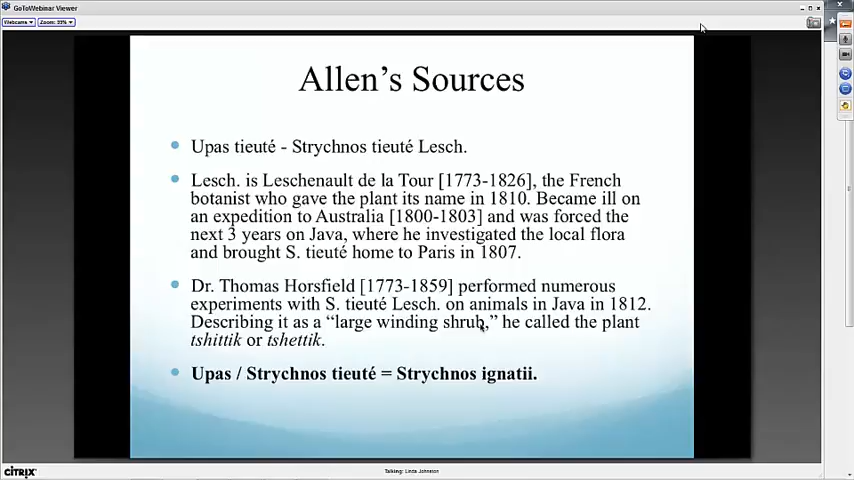 GoToWebinar Viewer
Webcams
Zoom: 39%
Allen's Sources
Upas tieuté - Strychnos tieuté Lesch.
Lesch. is Leschenault de la Tour [1773-1826], the French
botanist who gave the plant its name in 1810. Became ill on
an expedition to Australia [1800-1803] and was forced the
next 3 years on Java, where he investigated the local flora
and brought S. tieuté home to Paris in 1807.
Dr. Thomas Horsfield [1773-1859] performed numerous
experiments with S. tieuté Lesch. on animals in Java in 1812.
Describing it as a “large winding shrub,” he called the plant
tshittik or tshettik.
Upas / Strychnos tieuté = Strychnos ignatii.
CITRIX
Talking: Linda Johnston